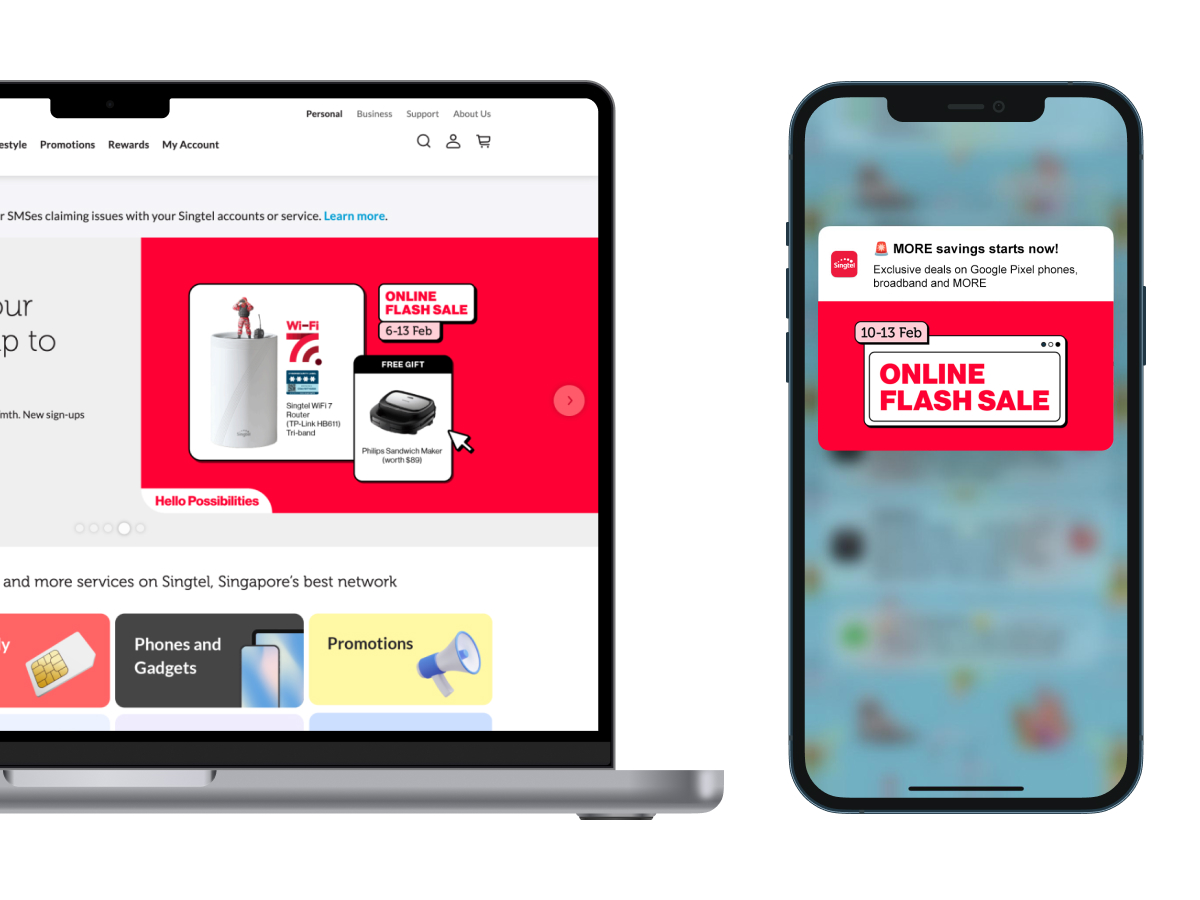 Personal Business Support About Us
estyle Promotions Rewards My Account
r SMSes claiming issues with your Singtel accounts or service. Learn more.
our
up to
/mth. New sign-ups
ONLINE
FLASH SALE
6-13 Feb
Wi-Fi
7
Singtel WiFi 7
Router
(TP-Link HB611)
Tri-band
Singtel
FREE GIFT
Philips Sandwich Maker
(worth $89)
Hello Possibilities
and more services on Singtel, Singapore's best network
ly
Phones and
Gadgets
Promotions
Singtel
🚨 MORE savings starts now!
Exclusive deals on Google Pixel phones,
broadband and MORE
10-13 Feb
ONLINE
FLASH SALE